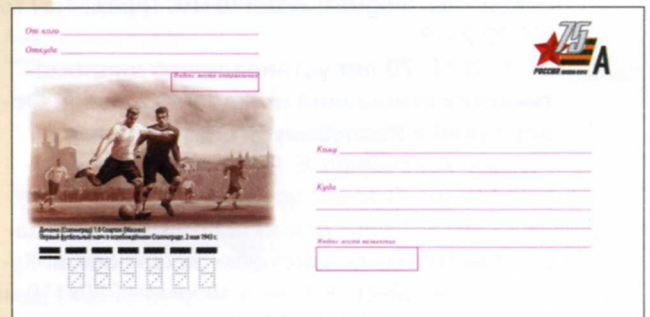 От кого
Откуда
Индекс места отправления
75
РОССИЯ
А
Кому
Куда
Индекс места назначения
Динамо (Сталинград) 1:0 Спартак (Москва)
Первый футбольный матч в освобождённом Сталинграде, 2 мая 1943 г.